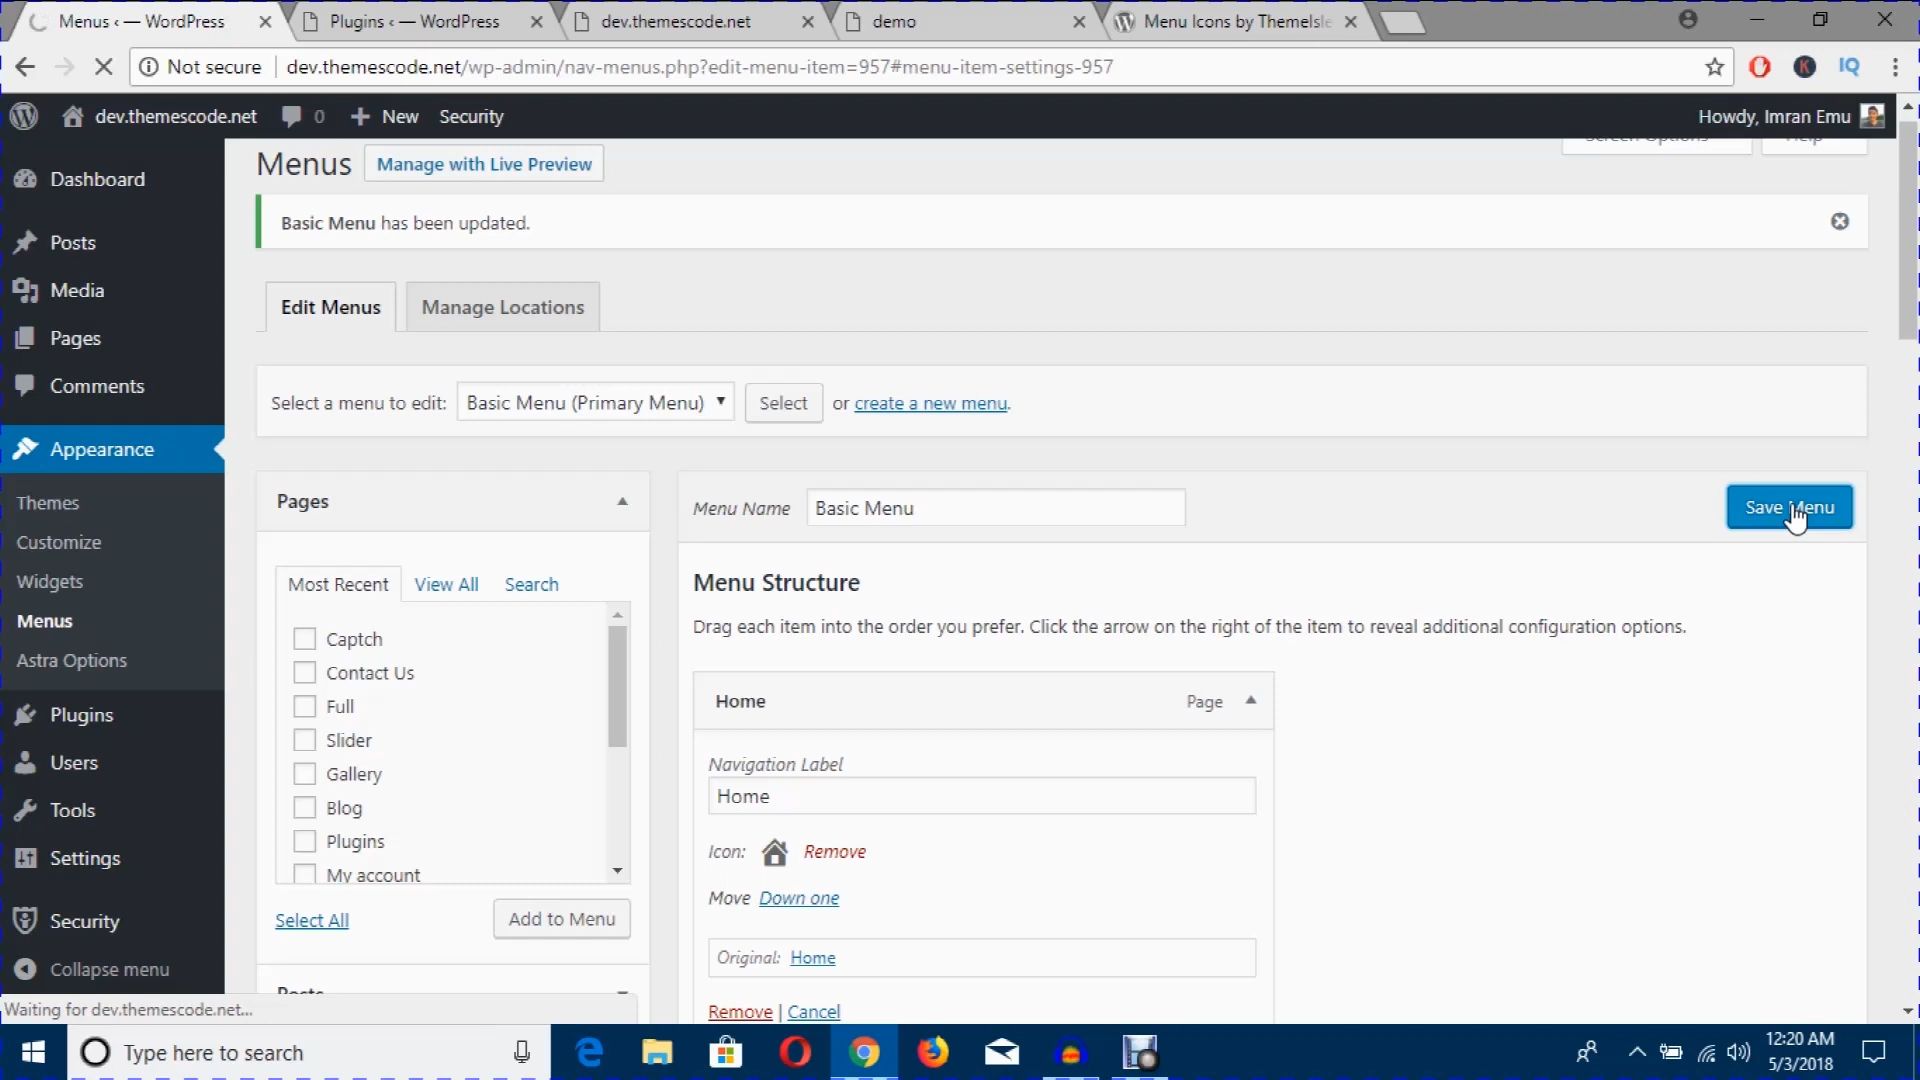 Menus ‹ — WordPress
Plugins ‹ — WordPress
dev.themescode.net
demo
Menu Icons by ThemeIsle
Not secure
dev.themescode.net/wp-admin/nav-menus.php?edit-menu-item=957#menu-item-settings-957
IQ
dev.themescode.net
0
New
Security
Howdy, Imran Emu
Dashboard
Posts
Media
Pages
Comments
Appearance
Themes
Customize
Widgets
Menus
Astra Options
Plugins
Users
Tools
Settings
Security
Collapse menu
Menus
Manage with Live Preview
Screen Options
Help
Basic Menu has been updated.
Edit Menus
Manage Locations
Select a menu to edit:
Basic Menu (Primary Menu)
Select
or create a new menu.
Pages
Most Recent
View All
Search
Captch
Contact Us
Full
Slider
Gallery
Blog
Plugins
My account
Select All
Add to Menu
Posts
Menu Name
Basic Menu
Save Menu
Menu Structure
Drag each item into the order you prefer. Click the arrow on the right of the item to reveal additional configuration options.
Home
Page
Navigation Label
Home
Icon:
Remove
Move Down one
Original: Home
Remove | Cancel
Waiting for dev.themescode.net...
Type here to search
12:20 AM
5/3/2018